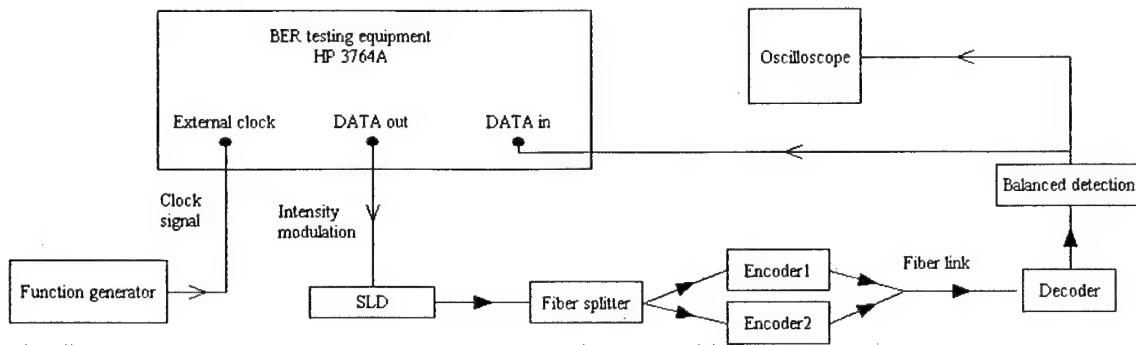 BER testing equipment
HP 3764A
Oscilloscope
External clock
DATA out
DATA in
Clock
signal
Intensity
modulation
Balanced detection
Function generator
SLD
Fiber splitter
Encoder1
Encoder2
Fiber link
Decoder